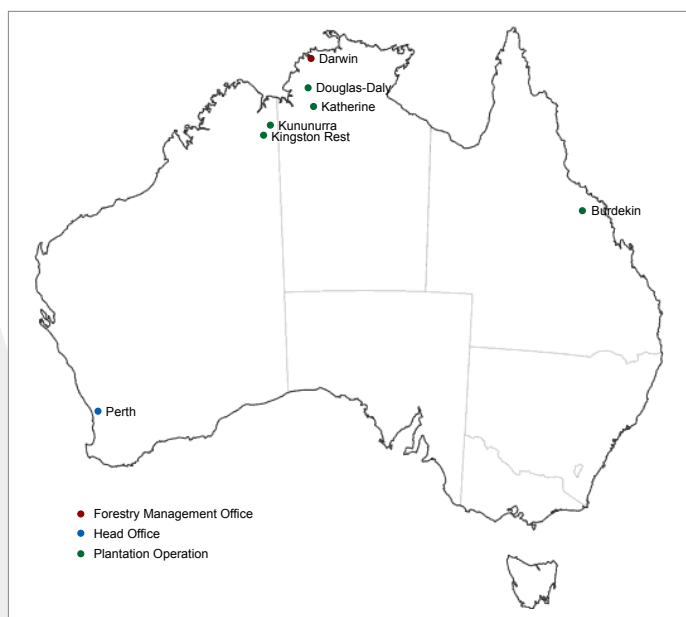 Darwin
Douglas-Daly
Katherine
Kununurra
Kingston Rest
Burdekin
Perth
Forestry Management Office
Head Office
Plantation Operation